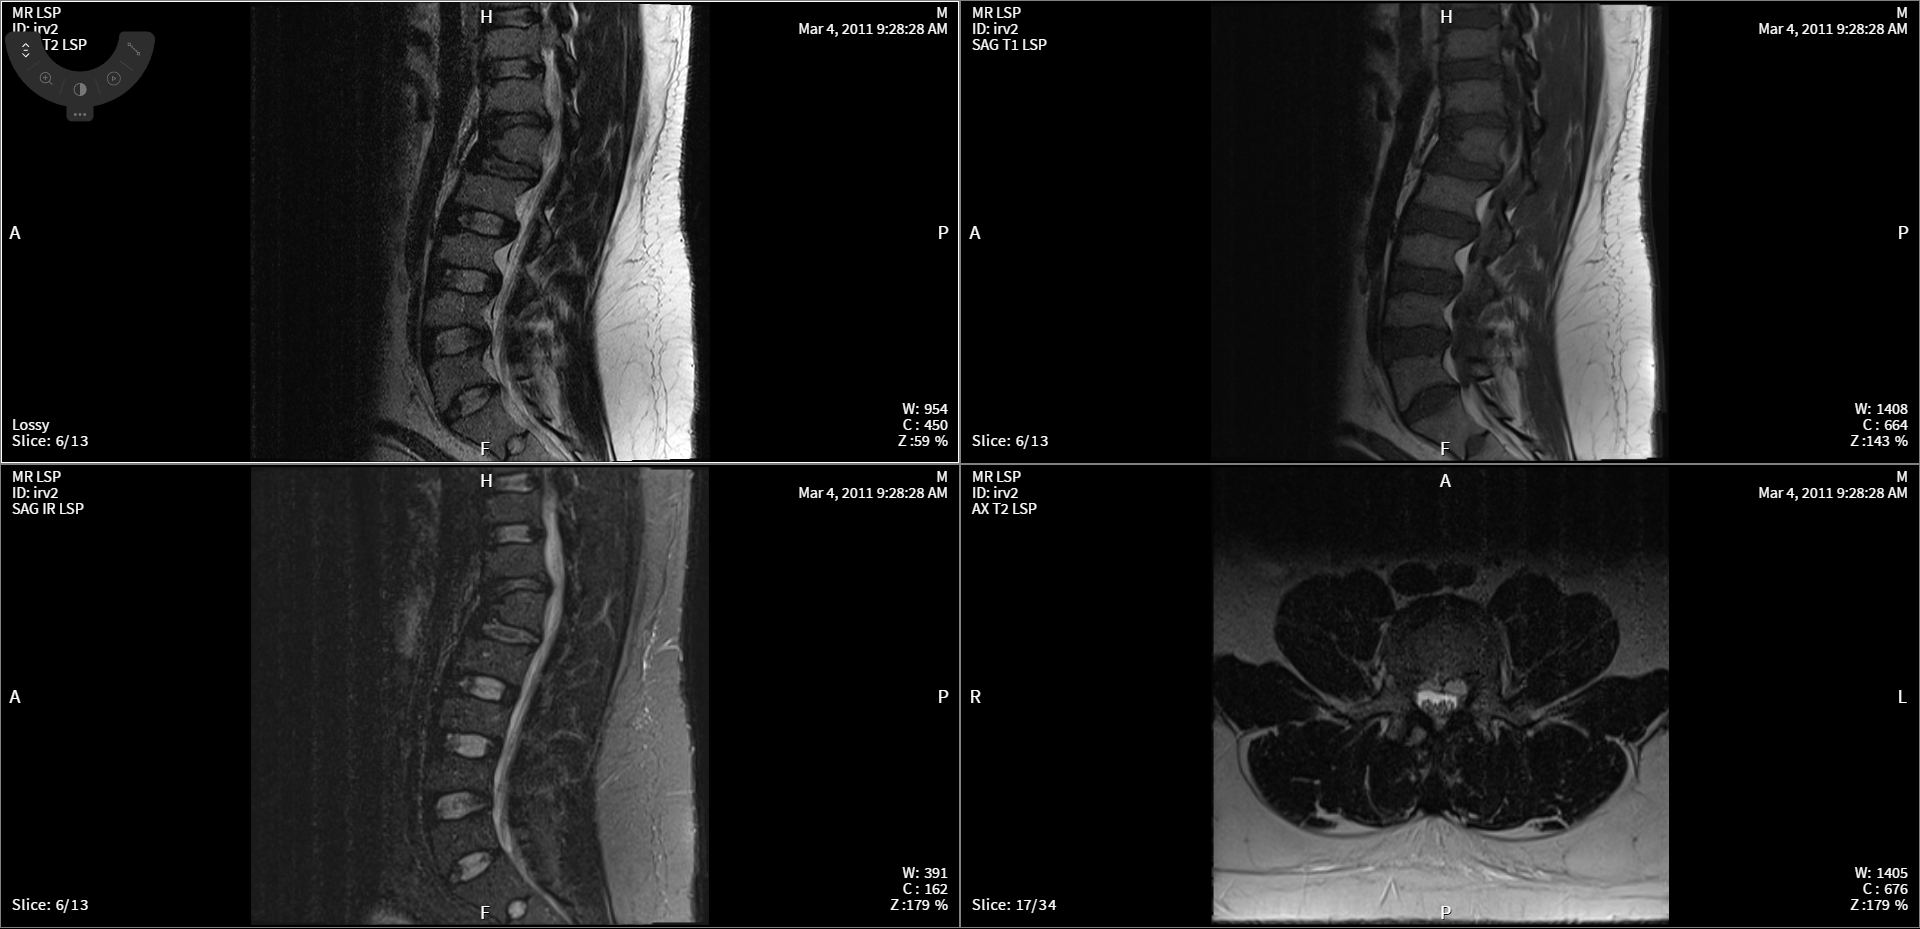 MR LSP
ID: irv2
T2 LSP
H
M
Mar 4, 2011 9:28:28 AM
A
P
Lossy
Slice: 6/13
F
W: 954
C : 450
Z :59 %
MR LSP
ID: irv2
SAG T1 LSP
H
M
Mar 4, 2011 9:28:28 AM
A
P
Slice: 6/13
F
W: 1408
C : 664
Z :143 %
MR LSP
ID: irv2
SAG IR LSP
H
M
Mar 4, 2011 9:28:28 AM
A
P
Slice: 6/13
F
W: 391
C : 162
Z :179 %
MR LSP
ID: irv2
AX T2 LSP
A
M
Mar 4, 2011 9:28:28 AM
R
L
Slice: 17/34
P
W: 1405
C : 676
Z :179 %